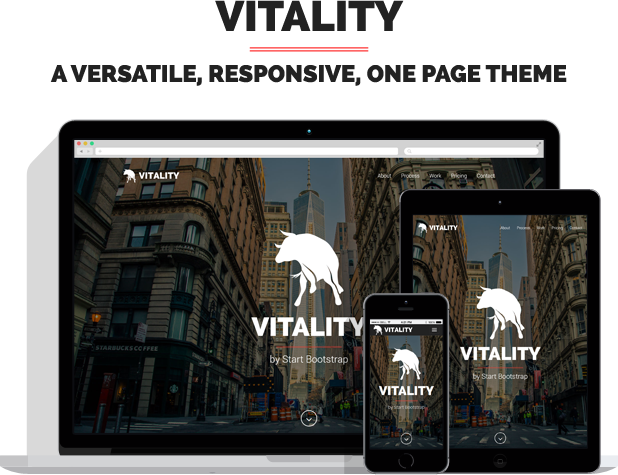 VITALITY
A VERSATILE, RESPONSIVE, ONE PAGE THEME
VITALITY
About Process Work Pricing Contact
STARBUCKS COFFEE
VITALITY
by Start Bootstrap
VITALITY
About Process Work Pricing Contact
VITALITY
by Start Bootstrap
VITALITY
VITALITY
by Start Bootstrap